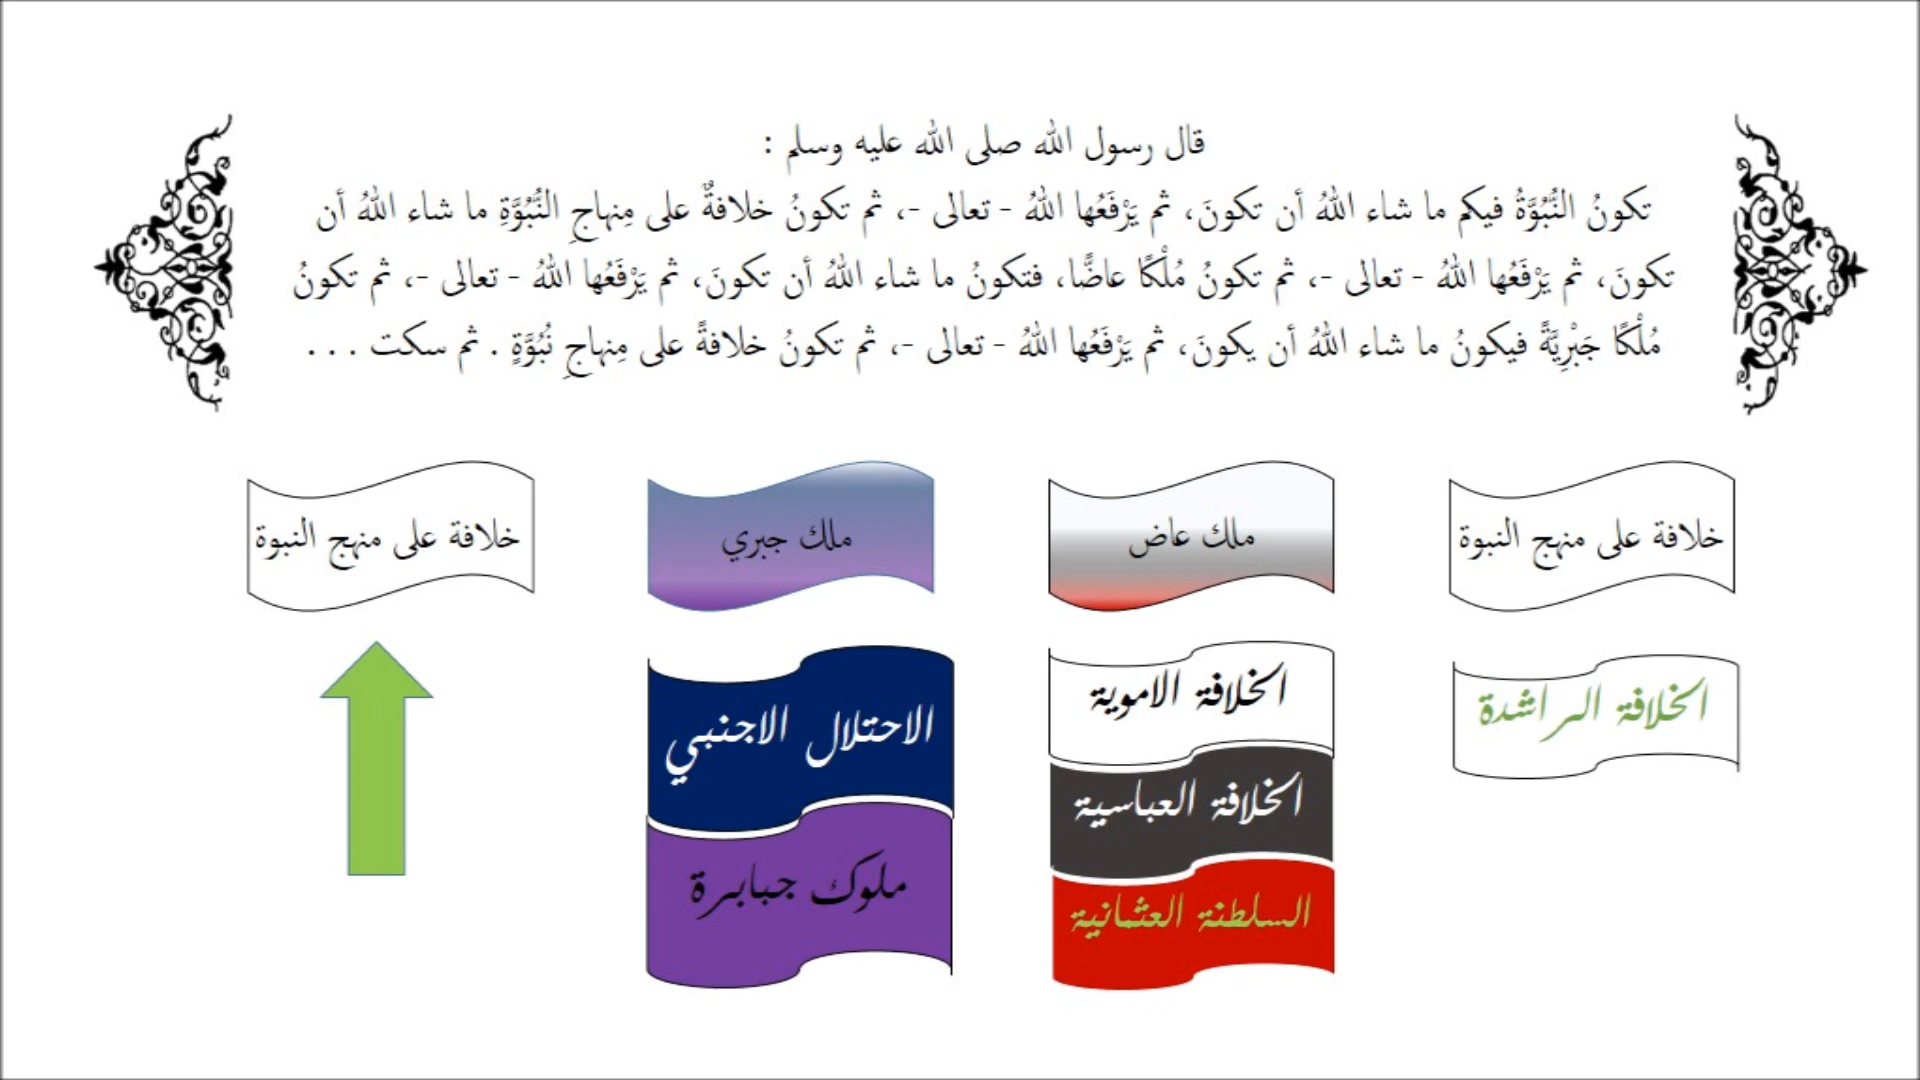 قال رسول الله صلى الله عليه وسلم :
تكونُ النُّبُوَّةُ فيكم ما شاء اللهُ أن تكونَ، ثم يَرْفَعُها اللهُ - تعالى -، ثم تكونُ خلافةٌ على مِنهاجِ النُّبُوَّةِ ما شاء اللهُ أن
تكونَ، ثم يَرْفَعُها اللهُ - تعالى -، ثم تكونُ مُلْكًا عاضًّا، فتكونُ ما شاء اللهُ أن تكونَ، ثم يَرْفَعُها اللهُ - تعالى -، ثم تكونُ
مُلْكًا جَبْرِيَّةً فيكونُ ما شاء اللهُ أن يكونَ، ثم يَرْفَعُها اللهُ - تعالى -، ثم تكونُ خلافةً على مِنهاجِ نُبُوَّةٍ . ثم سكت . . .
خلافة على منهج النبوة
ملك عاض
ملك جبري
خلافة على منهج النبوة
الخلافة الراشدة
الخلافة الاموية
الخلافة العباسية
السلطنة العثمانية
الاحتلال الاجنبي
ملوك جبابرة